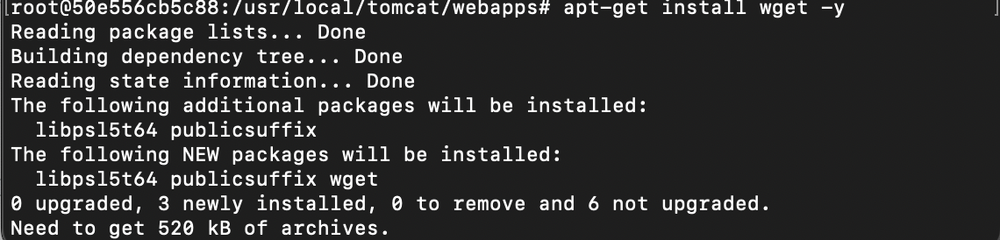 [root@50e556cb5c88:/usr/local/tomcat/webapps# apt-get install wget -y
Reading package lists... Done
Building dependency tree... Done
Reading state information... Done
The following additional packages will be installed:
  libpsl5t64 publicsuffix
The following NEW packages will be installed:
  libpsl5t64 publicsuffix wget
0 upgraded, 3 newly installed, 0 to remove and 6 not upgraded.
Need to get 520 kB of archives.